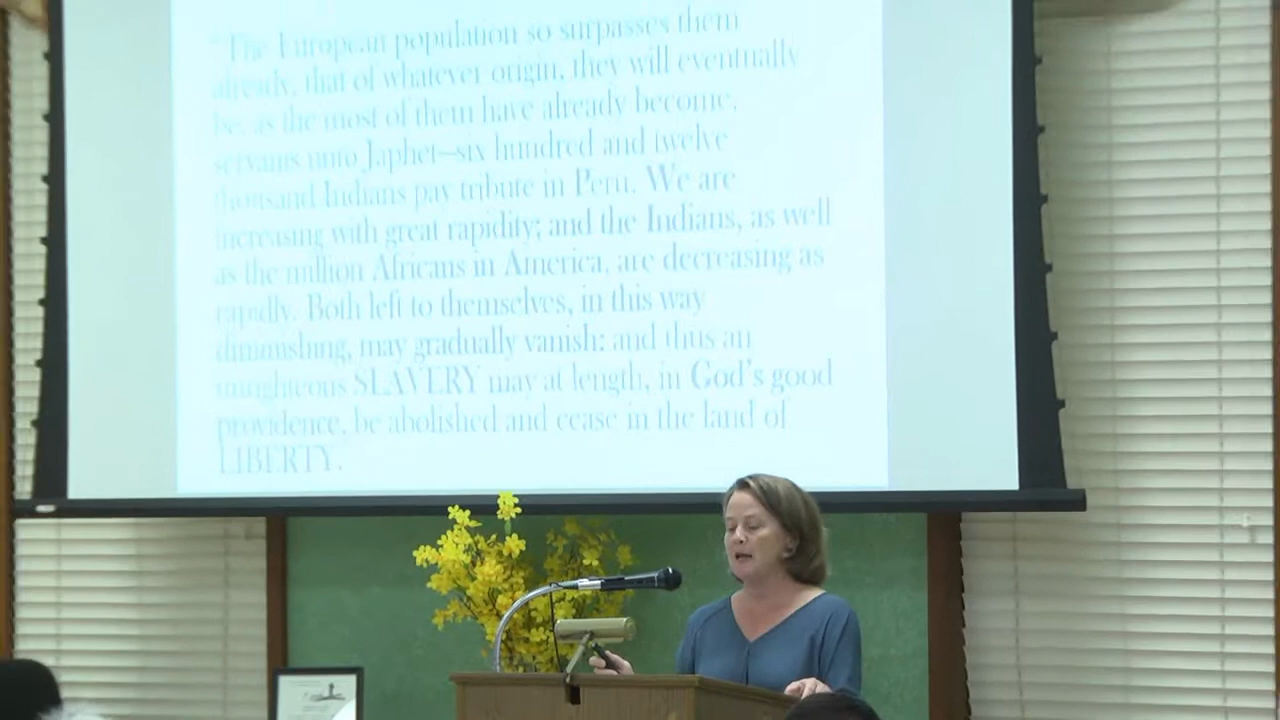 "The European population so surpasses them
already, that of whatever origin, they will eventually
be, as the most of them have already become,
servants unto Japhet—six hundred and twelve
thousand Indians pay tribute in Peru. We are
increasing with great rapidity; and the Indians, as well
as the million Africans in America, are decreasing as
rapidly. Both left to themselves, in this way
diminishing, may gradually vanish: and thus an
unrighteous SLAVERY may at length, in God's good
providence, be abolished and cease in the land of
LIBERTY.